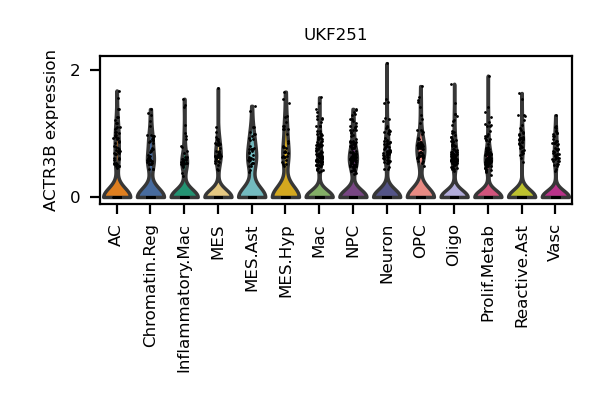 UKF251
ACTR3B expression
2
0
AC
Chromatin.Reg
Inflammatory.Mac
MES
MES.Ast
MES.Hyp
Mac
NPC
Neuron
OPC
Oligo
Prolif.Metab
Reactive.Ast
Vasc